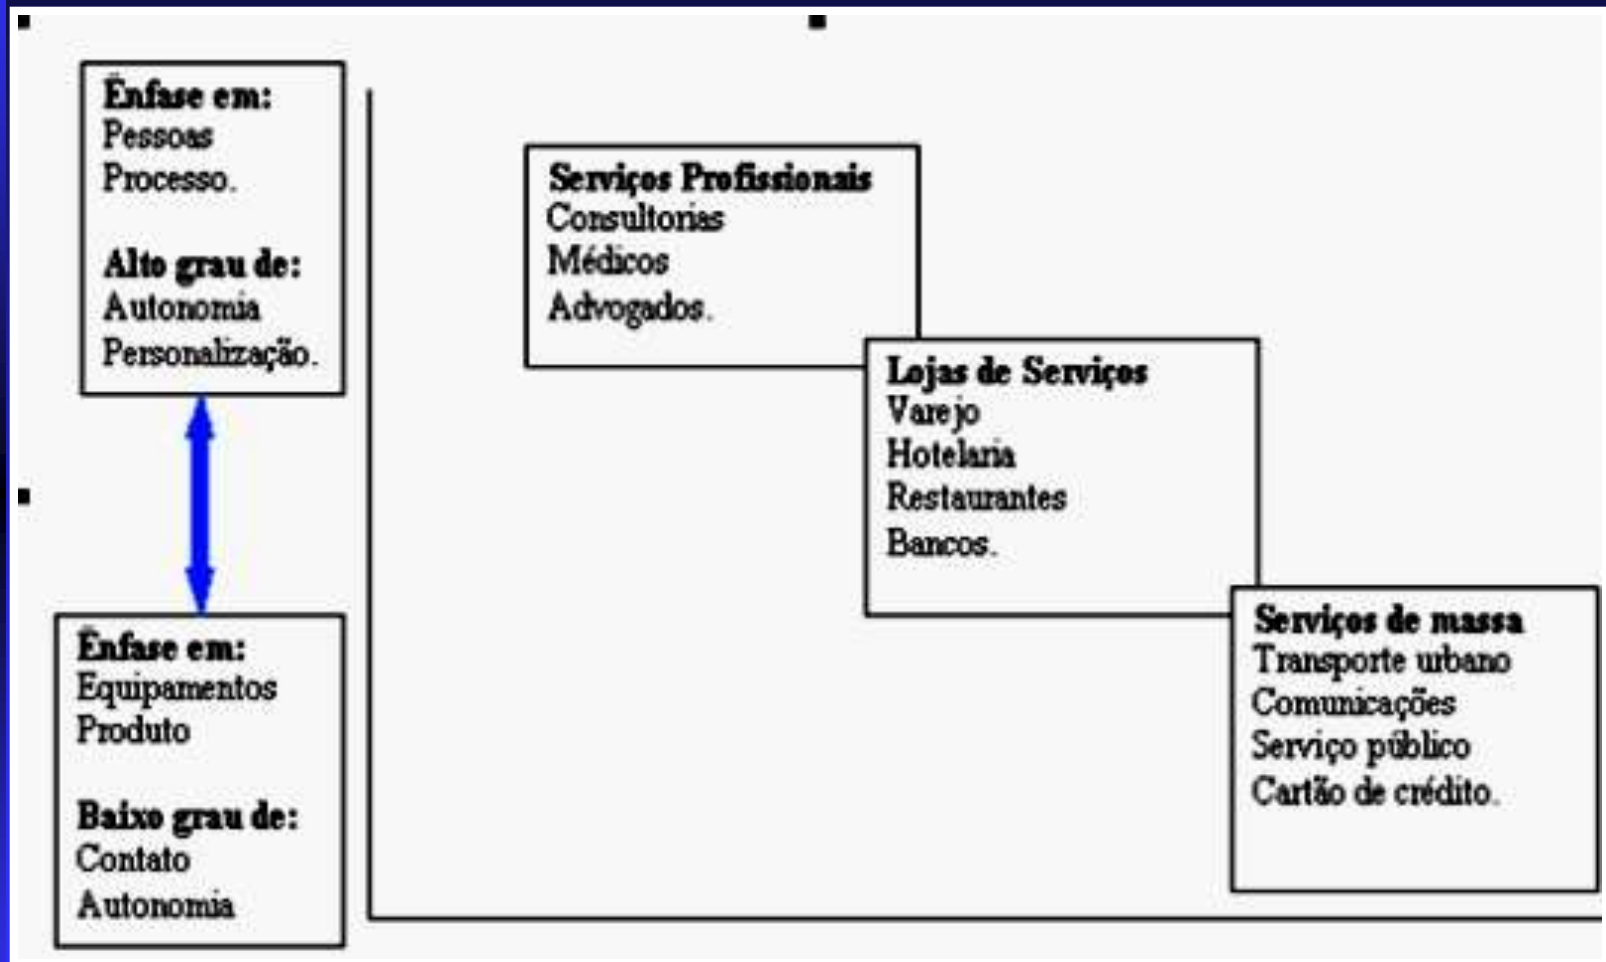 Ênfase em:
Pessoas
Processo.
Alto grau de:
Autonomia
Personalização.
Ênfase em:
Equipamentos
Produto
Baixo grau de:
Contato
Autonomia
Serviços Profissionais
Consultorias
Médicos
Advogados.
Lojas de Serviços
Varejo
Hotelaria
Restaurantes
Bancos.
Serviços de massa
Transporte urbano
Comunicações
Serviço público
Cartão de crédito.